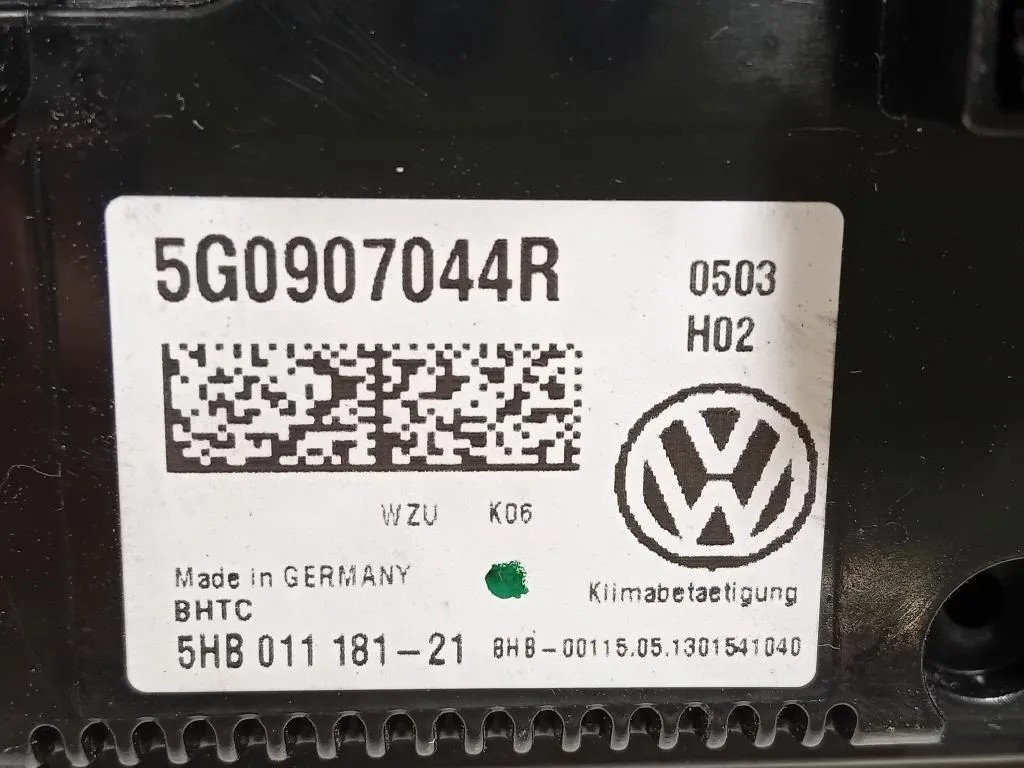 5G0907044R
0503
H02
WZU K06
Made in GERMANY
BHTC
Klimabetaetigung
5HB 011 181-21
8HB-00115.05.1301541040